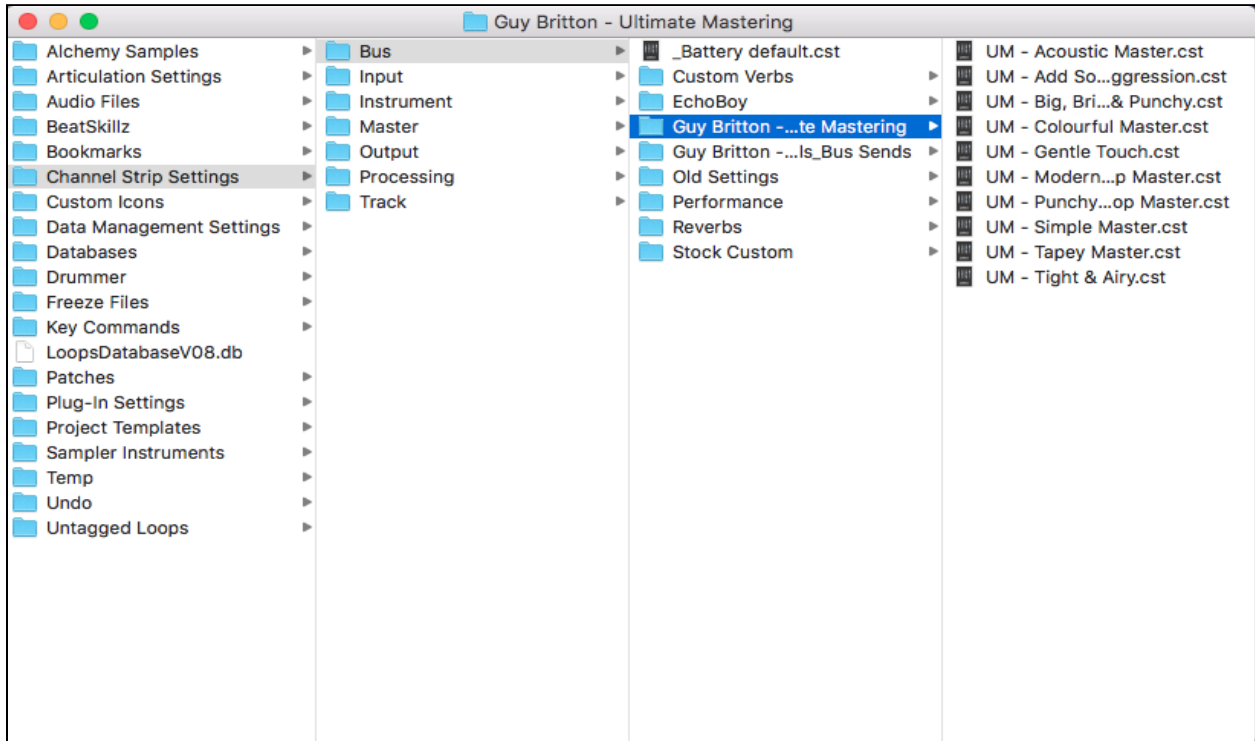 Guy Britton - Ultimate Mastering
Alchemy Samples
Articulation Settings
Audio Files
BeatSkillz
Bookmarks
Channel Strip Settings
Custom Icons
Data Management Settings
Databases
Drummer
Freeze Files
Key Commands
LoopsDatabaseV08.db
Patches
Plug-In Settings
Project Templates
Sampler Instruments
Temp
Undo
Untagged Loops
Bus
Input
Instrument
Master
Output
Processing
Track
_Battery default.cst
Custom Verbs
EchoBoy
Guy Britton -...te Mastering
Guy Britton -...ls_Bus Sends
Old Settings
Performance
Reverbs
Stock Custom
UM - Acoustic Master.cst
UM - Add So...ggression.cst
UM - Big, Bri...& Punchy.cst
UM - Colourful Master.cst
UM - Gentle Touch.cst
UM - Modern...p Master.cst
UM - Punchy...op Master.cst
UM - Simple Master.cst
UM - Tapey Master.cst
UM - Tight & Airy.cst